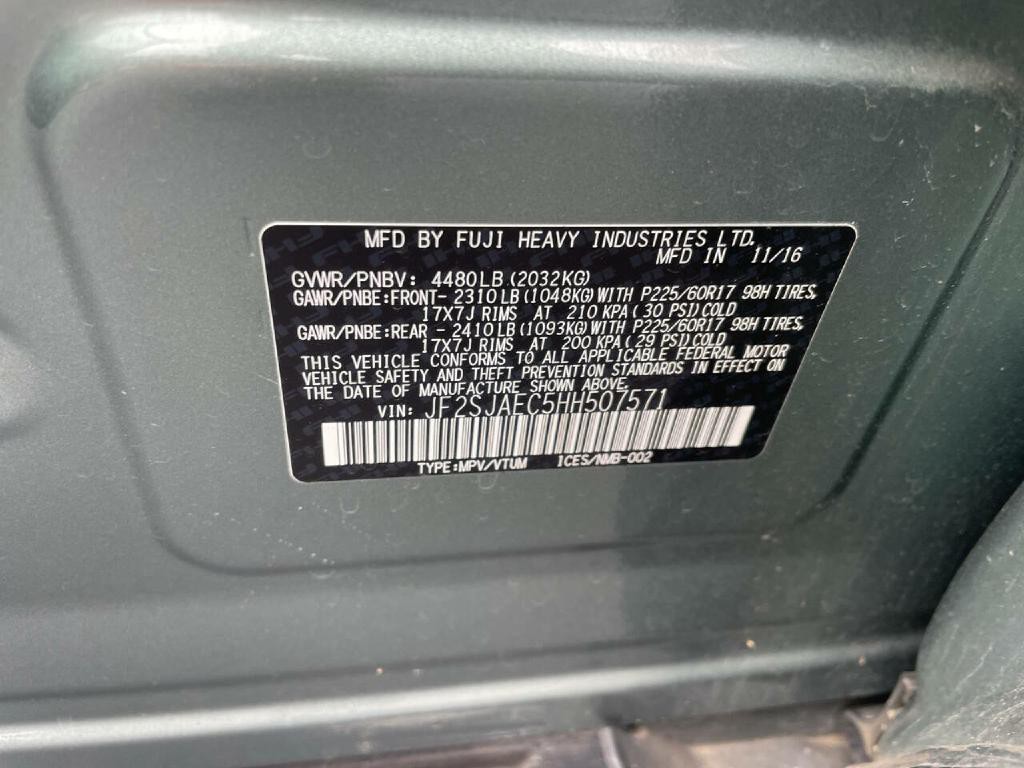 MFD BY FUJI HEAVY INDUSTRIES LTD.
MFD IN 11/16
GVWR/PNBV: 4480LB(2032KG)
GAWR/PNBE:FRONT- 2310LB(1048KG)WITH P225/60R17 98H TIRES,
17X7J RIMS AT 210 KPA(30 PSI)COLD
GAWR/PNBE:REAR - 2410LB(1093KG)WITH P225/60R17 98H TIRES,
17X7J RIMS AT 200 KPA(29 PSI)COLD
THIS VEHICLE CONFORMS TO ALL APPLICABLE FEDERAL MOTOR
VEHICLE SAFETY AND THEFT PREVENTION STANDARDS IN EFFECT ON
THE DATE OF MANUFACTURE SHOWN ABOVE.
VIN: JF2SJAEC5HH507571
TYPE:MPV/VTUM ICES/NMB-002